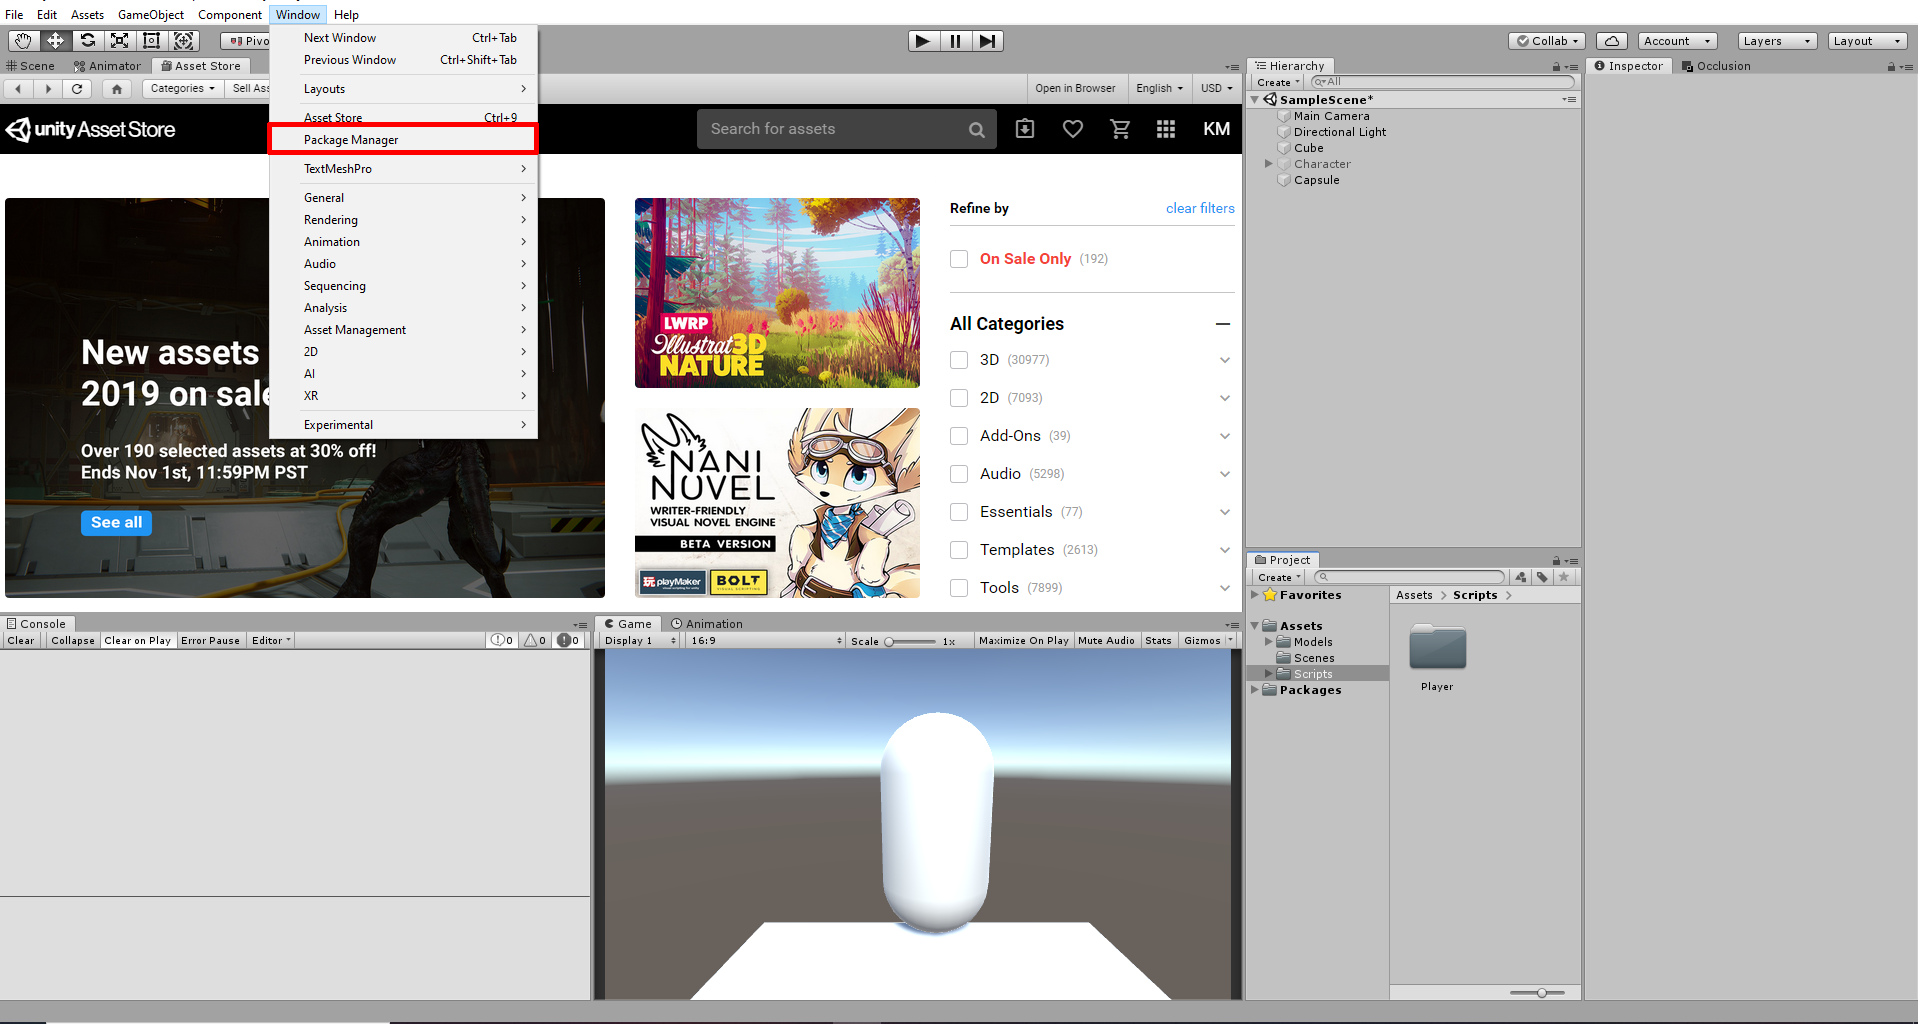 File Edit Assets GameObject Component Window Help
Pivo
Collab Account Layers Layout
Next Window Ctrl+Tab
Previous Window Ctrl+Shift+Tab
Layouts
Asset Store Ctrl+9
Package Manager
TextMeshPro
General
Rendering
Animation
Audio
Sequencing
Analysis
Asset Management
2D
AI
XR
Experimental
Scene Animator Asset Store
Categories Sell Ass
Open in Browser English USD
unity Asset Store
Search for assets
KM
New assets
2019 on sale
Over 190 selected assets at 30% off!
Ends Nov 1st, 11:59PM PST
See all
LWRP
Illustrat3D
NATURE
NANI
NOVEL
WRITER-FRIENDLY
VISUAL NOVEL ENGINE
BETA VERSION
playMaker
BOLT
Refine by clear filters
On Sale Only (192)
All Categories
3D (30977)
2D (7093)
Add-Ons (39)
Audio (5298)
Essentials (77)
Templates (2613)
Tools (7899)
Hierarchy
Create All
SampleScene*
Main Camera
Directional Light
Cube
Character
Capsule
Inspector Occlusion
Console
Clear Collapse Clear on Play Error Pause Editor 0 0 0
Game Animation
Display 1 16:9 Scale 1x Maximize On Play Mute Audio Stats Gizmos
Project
Create
Favorites
Assets
Models
Scenes
Scripts
Packages
Assets Scripts
Player